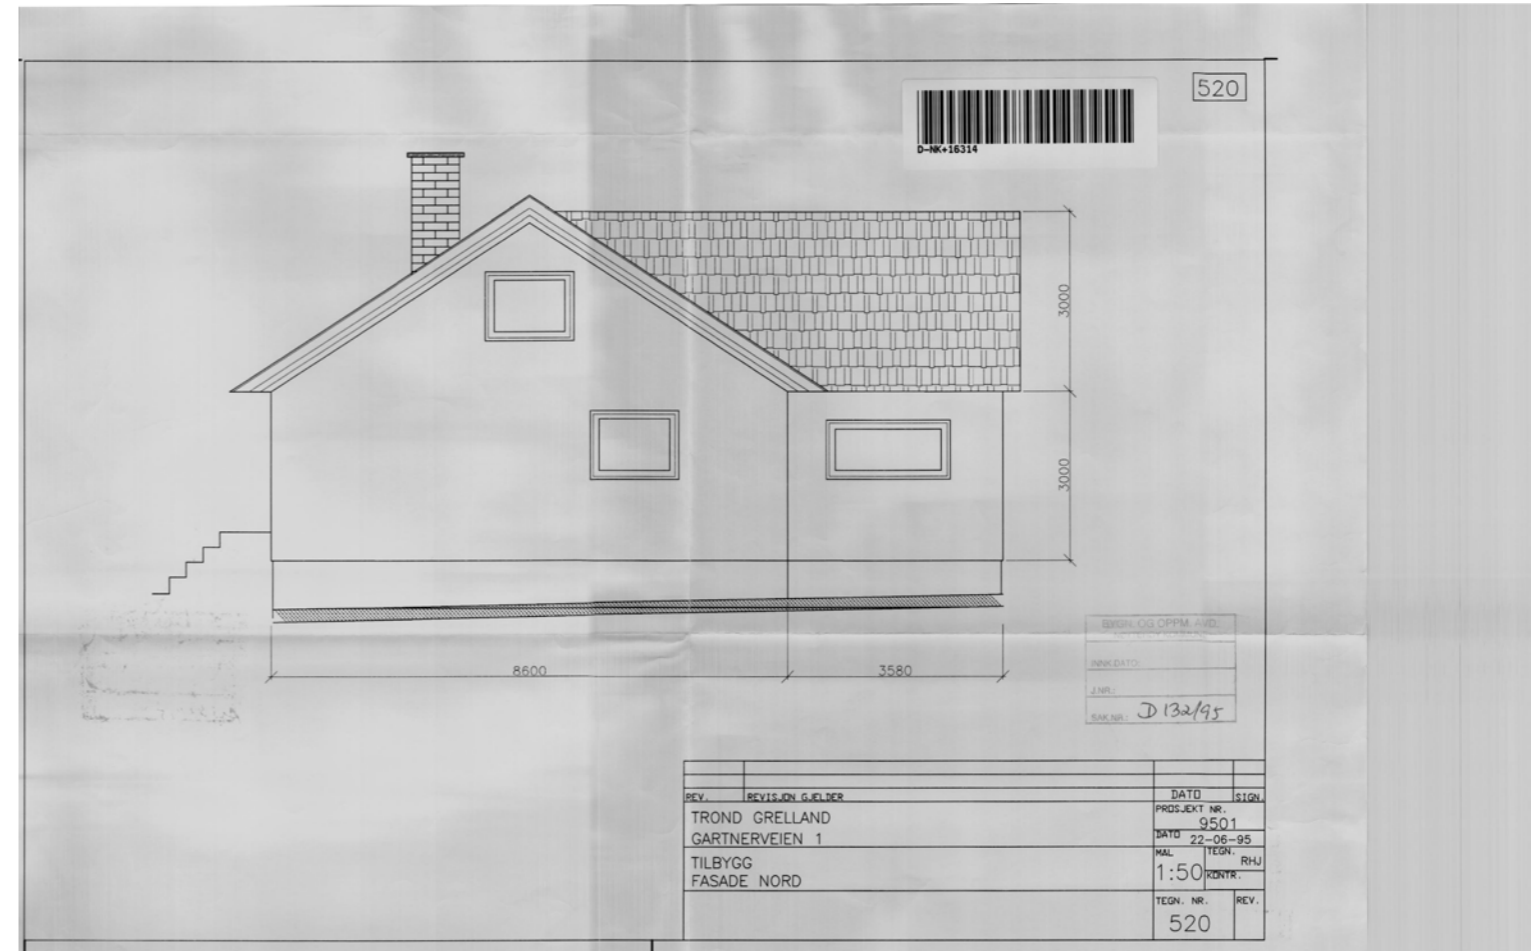 520
D-NK+16314
3000
3000
8600
3580
BYGN. OG OPPM. AVD.
INNK.DATO:
J.NR.:
SAK.NR.: D 132/95
REV. REVISJON GJELDER DATO SIGN.
TROND GRELLAND
GARTNERVEIEN 1
PROSJEKT NR.
9501
DATO 22-06-95
TILBYGG
FASADE NORD
MAL
1:50
TEGN. RHJ
KONTR.
TEGN. NR.
520
REV.